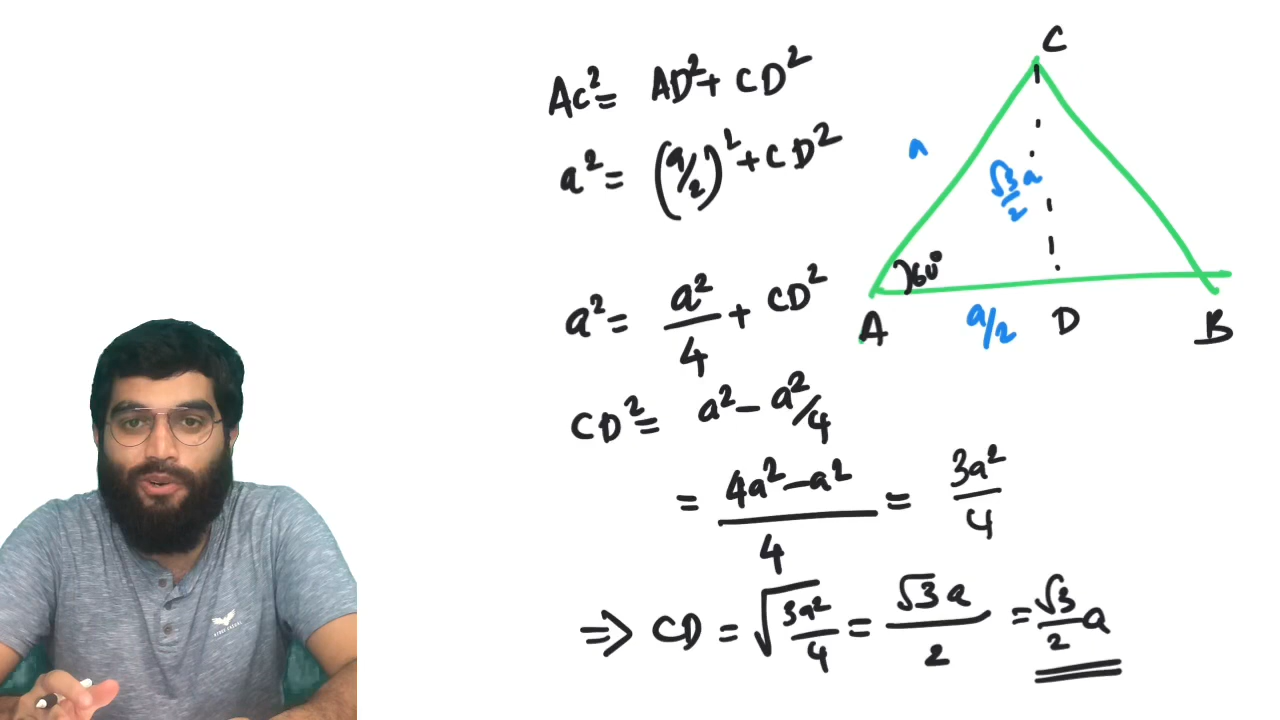 AC²= AD²+ CD²
a²= (a/2)²+CD²
a²= a²/4 + CD²
CD²= a²- a²/4
= 4a²-a²/4 = 3a²/4
=> CD = √3a²/4 = √3 a/2 = √3/2 a
C
a
√3/2 a
60°
A
a/2
D
B